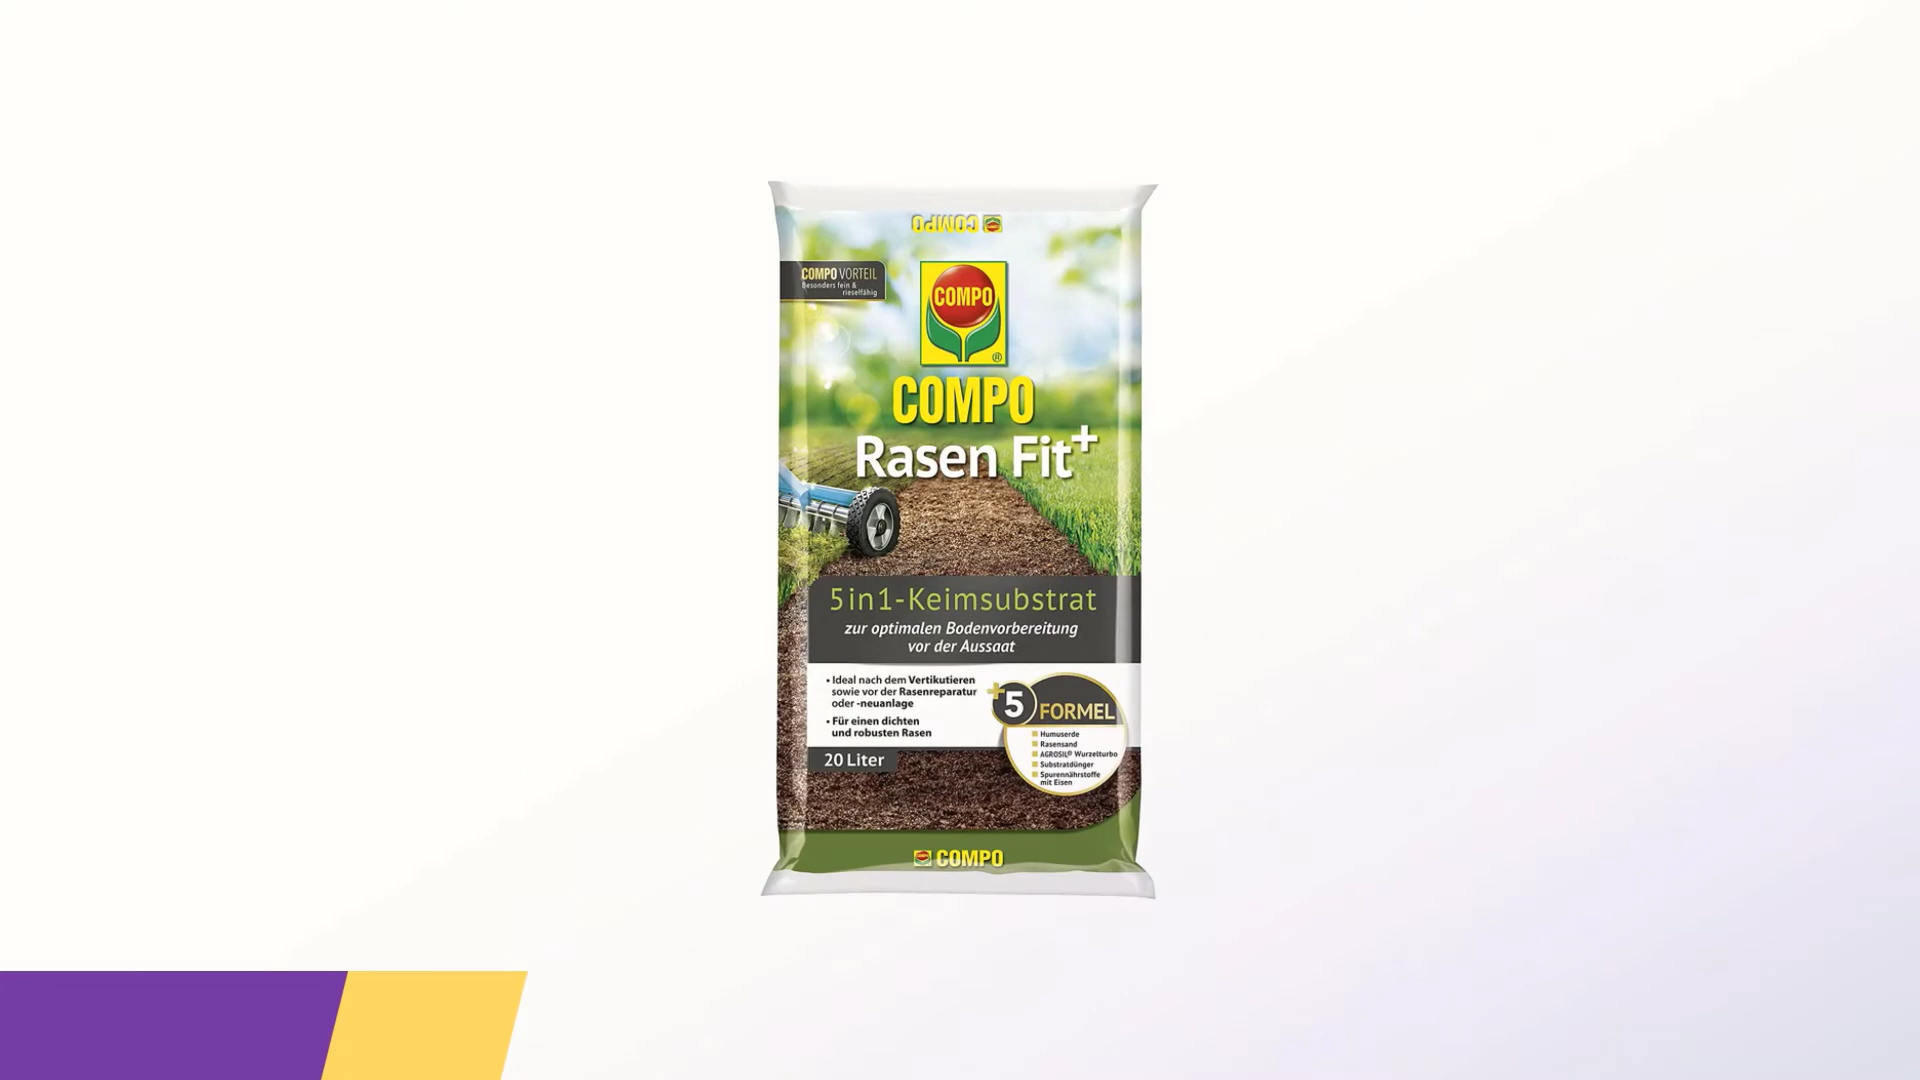 COMPO
COMPO VORTEIL
Besonders fein &
rieselfähig
COMPO
®
COMPO
Rasen Fit+
5in1-Keimsubstrat
zur optimalen Bodenvorbereitung
vor der Aussaat
• Ideal nach dem Vertikutieren
sowie vor der Rasenreparatur
oder -neuanlage
• Für einen dichten
und robusten Rasen
20 Liter
+5 FORMEL
Humuserde
Rasensand
AGROSIL® Wurzelturbo
Substratdünger
Spurennährstoffe
mit Eisen
COMPO